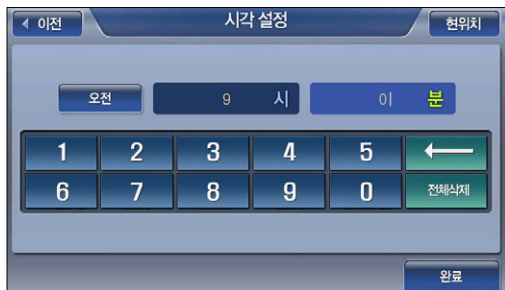 이전 시각 설정 현위치
오전 9 시 0 분
1 2 3 4 5
6 7 8 9 0 전체삭제
완료